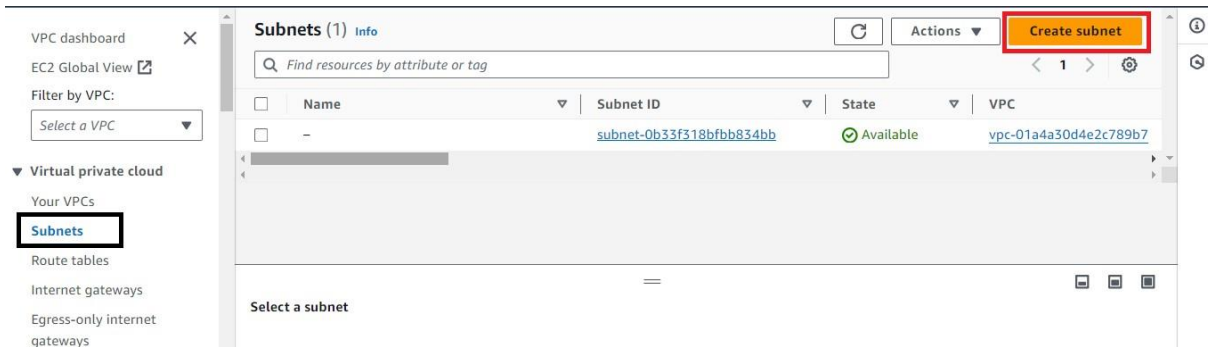 VPC dashboard
EC2 Global View
Filter by VPC:
Select a VPC
Virtual private cloud
Your VPCs
Subnets
Route tables
Internet gateways
Egress-only internet
gateways
Subnets (1) Info
Actions
Create subnet
Find resources by attribute or tag
1
Name Subnet ID State VPC
– subnet-0b33f318bfbb834bb Available vpc-01a4a30d4e2c789b7
Select a subnet